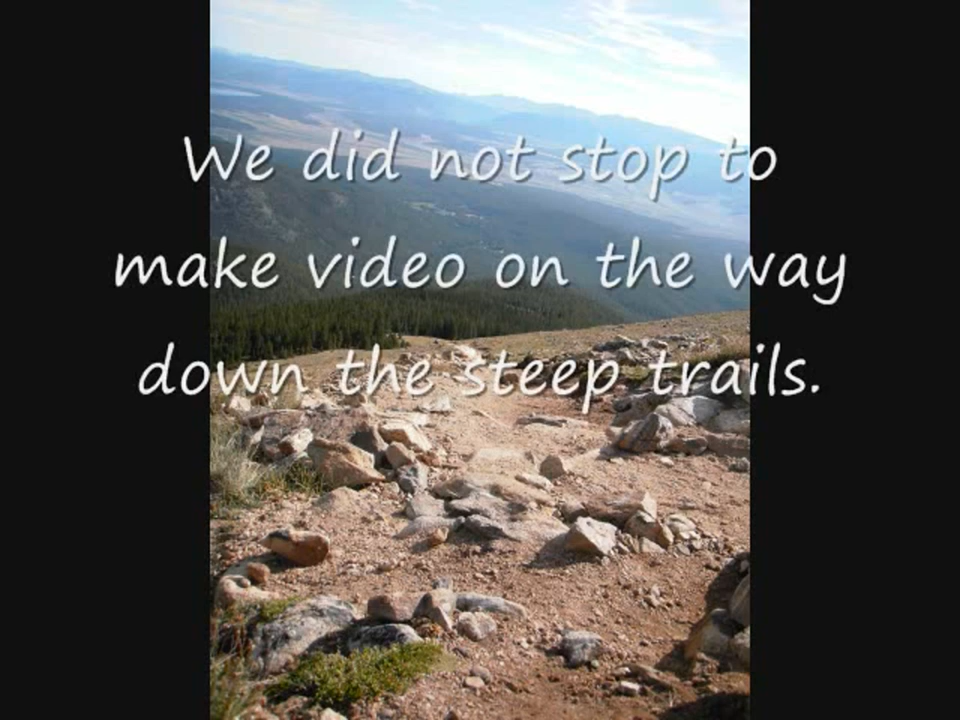 We did not stop to
make video on the way
down the steep trails.